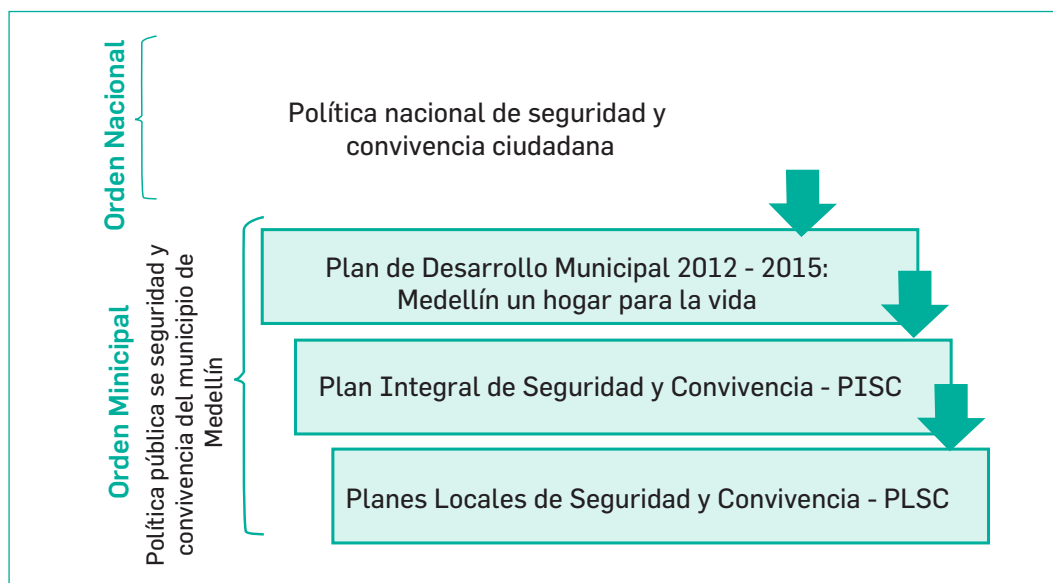 Orden Nacional
Política nacional de seguridad y
convivencia ciudadana
Orden Minicipal
Política pública se seguridad y
convivencia del municipio de
Medellín
Plan de Desarrollo Municipal 2012 - 2015:
Medellín un hogar para la vida
Plan Integral de Seguridad y Convivencia - PISC
Planes Locales de Seguridad y Convivencia - PLSC